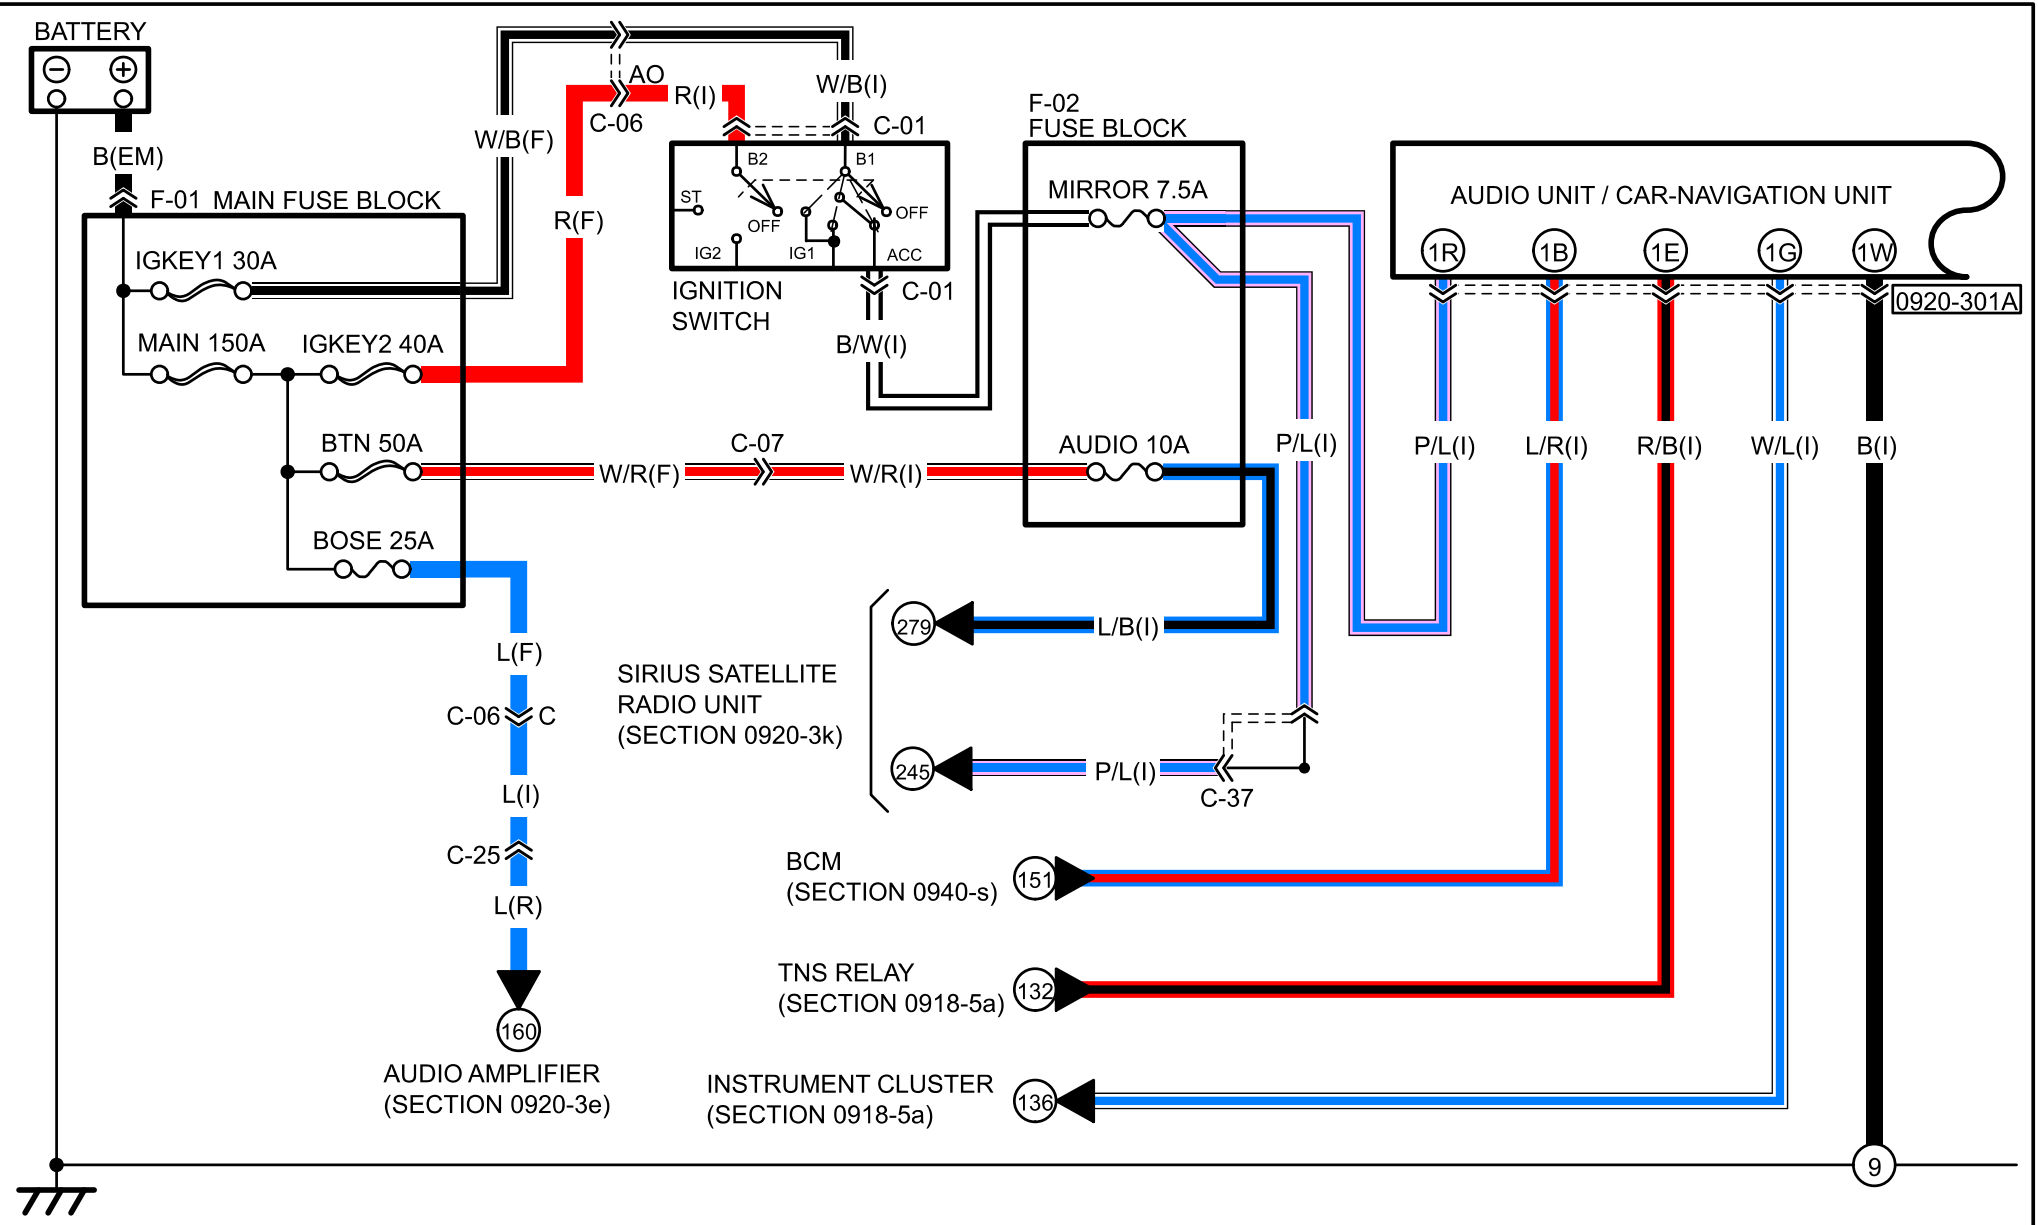 BATTERY
B(EM)
F-01 MAIN FUSE BLOCK
IGKEY1 30A
MAIN 150A
IGKEY2 40A
BTN 50A
BOSE 25A
W/B(F)
R(F)
AO
C-06
R(I)
W/B(I)
C-01
B2
B1
ST
OFF
OFF
IG2
IG1
ACC
IGNITION
SWITCH
C-01
B/W(I)
F-02
FUSE BLOCK
MIRROR 7.5A
AUDIO 10A
AUDIO UNIT / CAR-NAVIGATION UNIT
1R
1B
1E
1G
1W
0920-301A
W/R(F)
C-07
W/R(I)
P/L(I)
P/L(I)
L/R(I)
R/B(I)
W/L(I)
B(I)
L(F)
C-06
C
L(I)
C-25
L(R)
160
AUDIO AMPLIFIER
(SECTION 0920-3e)
SIRIUS SATELLITE
RADIO UNIT
(SECTION 0920-3k)
279
L/B(I)
245
P/L(I)
C-37
BCM
(SECTION 0940-s)
151
TNS RELAY
(SECTION 0918-5a)
132
INSTRUMENT CLUSTER
(SECTION 0918-5a)
136
9